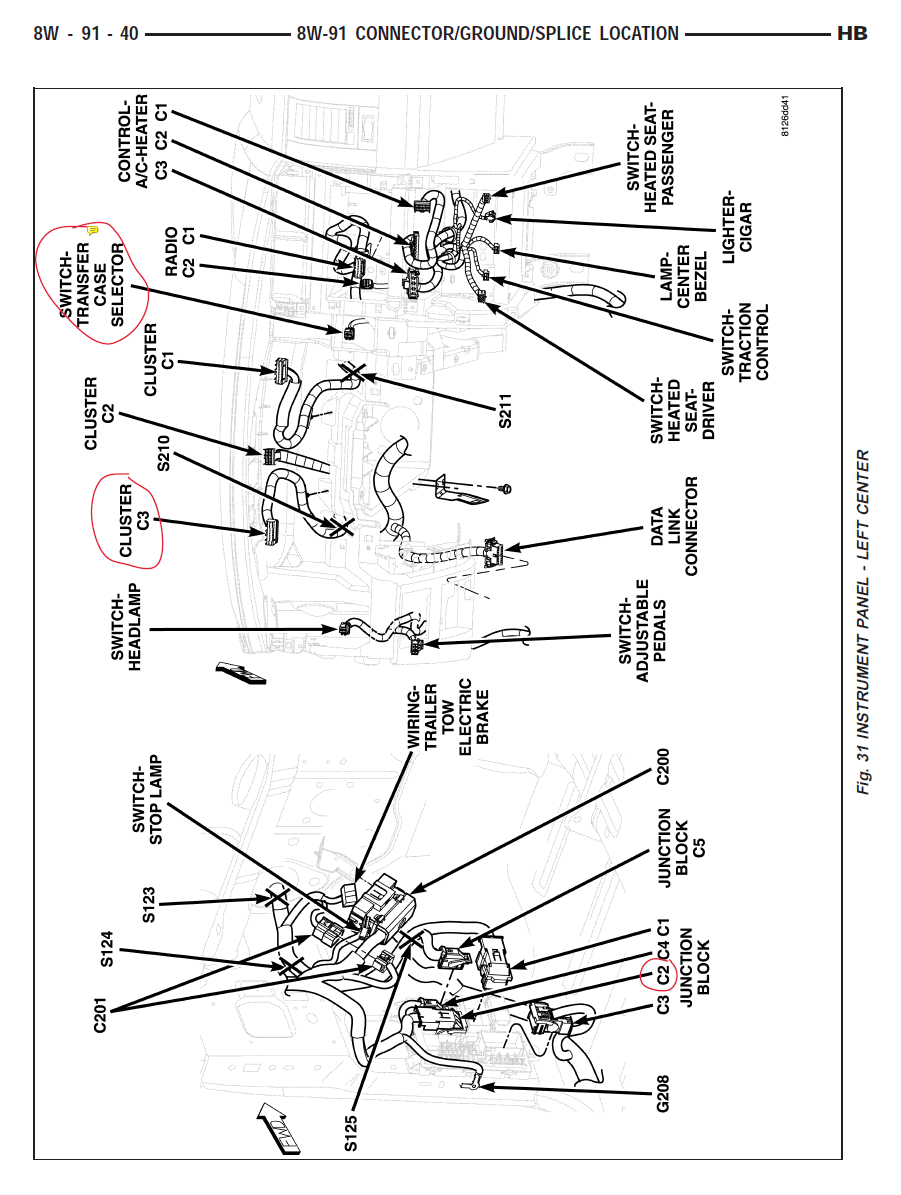 8W - 91 - 40
8W-91 CONNECTOR/GROUND/SPLICE LOCATION
HB
CONTROL-
A/C-HEATER
C3 C2 C1
RADIO
C2 C1
SWITCH-
TRANSFER
CASE
SELECTOR
CLUSTER
C1
CLUSTER
C2
S210
CLUSTER
C3
SWITCH-
HEADLAMP
SWITCH-
HEATED SEAT-
PASSENGER
LIGHTER-
CIGAR
LAMP-
CENTER
BEZEL
SWITCH-
TRACTION
CONTROL
SWITCH-
HEATED
SEAT-
DRIVER
S211
DATA
LINK
CONNECTOR
SWITCH-
ADJUSTABLE
PEDALS
8126dd41
WIRING-
TRAILER
TOW
ELECTRIC
BRAKE
SWITCH-
STOP LAMP
S123
S124
C201
S125
C200
JUNCTION
BLOCK
C5
C3 C2 C4 C1
JUNCTION
BLOCK
G208
FWD
Fig. 31 INSTRUMENT PANEL - LEFT CENTER